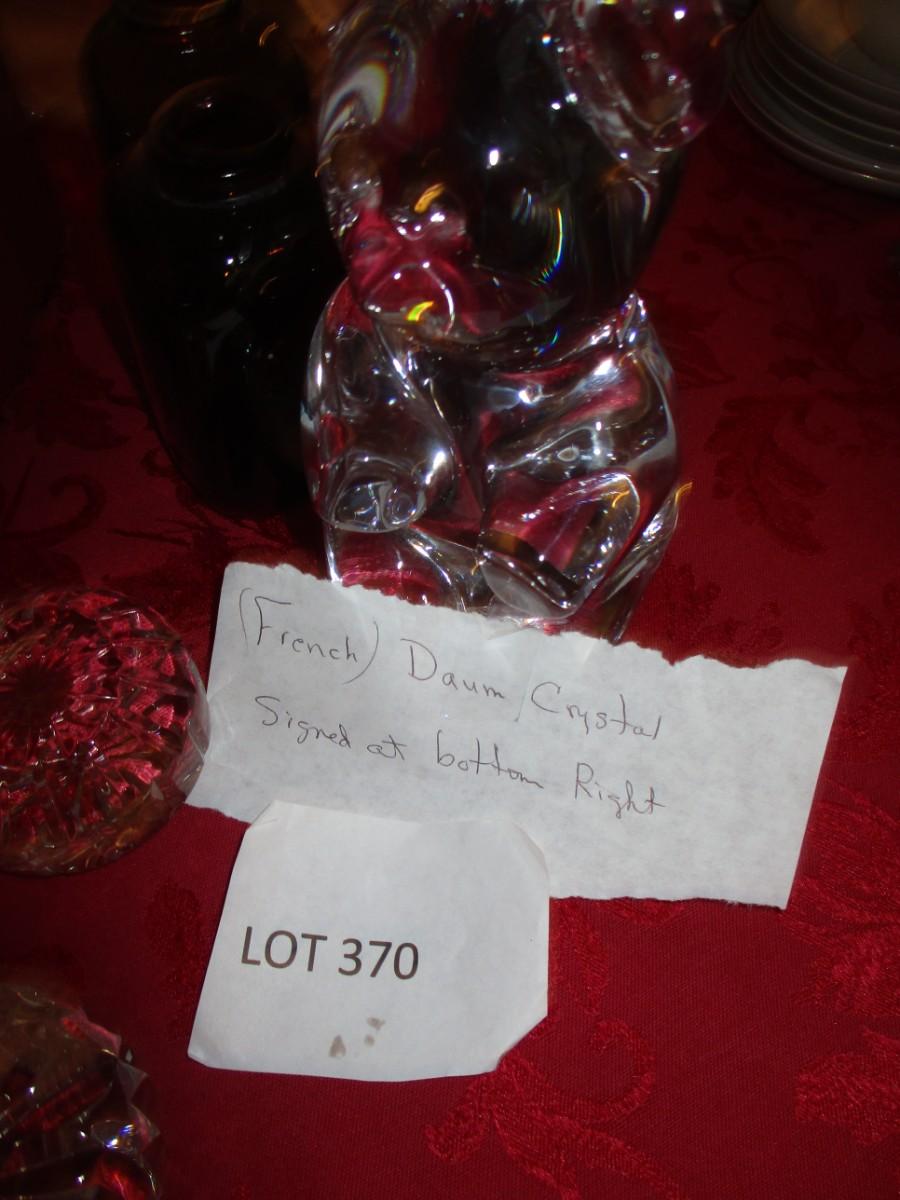 (French) Daum Crystal
Signed at bottom Right
LOT 370